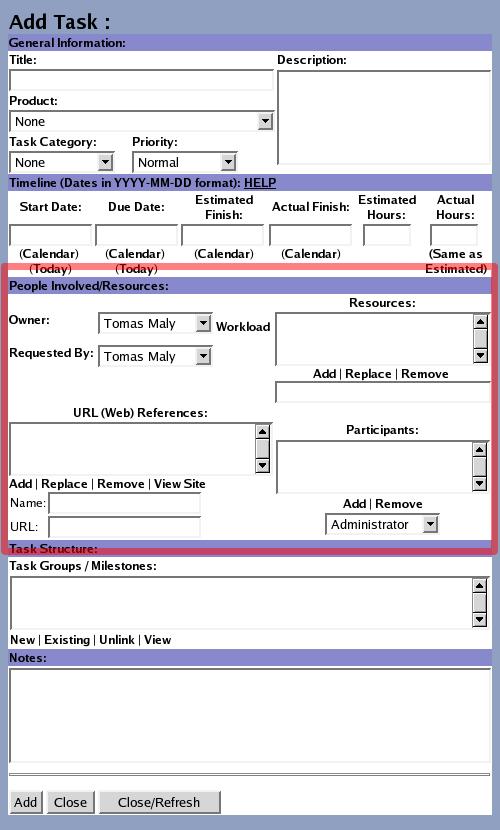 Add Task :
General Information:
Title:
Description:
Product:
None
Task Category: Priority:
None Normal
Timeline (Dates in YYYY-MM-DD format): HELP
Start Date: Due Date: Estimated Finish: Actual Finish: Estimated Hours: Actual Hours:
(Calendar) (Calendar) (Calendar) (Calendar) (Same as
(Today) (Today) Estimated)
People Involved/Resources:
Resources:
Owner: Tomas Maly Workload
Requested By: Tomas Maly
Add | Replace | Remove
URL (Web) References:
Participants:
Add | Replace | Remove | View Site
Name:
Add | Remove
URL:
Administrator
Task Structure:
Task Groups / Milestones:
New | Existing | Unlink | View
Notes:
Add Close Close/Refresh